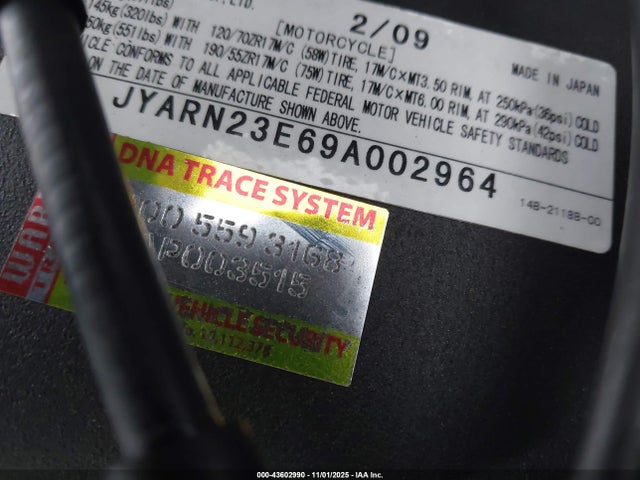 LTD.
145kg(320lbs) WITH 120/70ZR17M/C (58W)TIRE, 17M/C×MT3.50 RIM, AT 250kPa(36psi)COLD
250kg(551lbs) WITH 190/55ZR17M/C (75W)TIRE, 17M/C×MT6.00 RIM, AT 290kPa(42psi)COLD
2/09
[MOTORCYCLE]
MADE IN JAPAN
VEHICLE CONFORMS TO ALL APPLICABLE FEDERAL MOTOR VEHICLE SAFETY STANDARDS
ON THE DATE OF MANUFACTURE SHOWN ABOVE.
JYARN23E69A002964
14B-2118B-00
DNA TRACE SYSTEM
559 3168
P003515
VEHICLE SECURITY
000-43602990 - 11/01/2025 - IAA Inc.